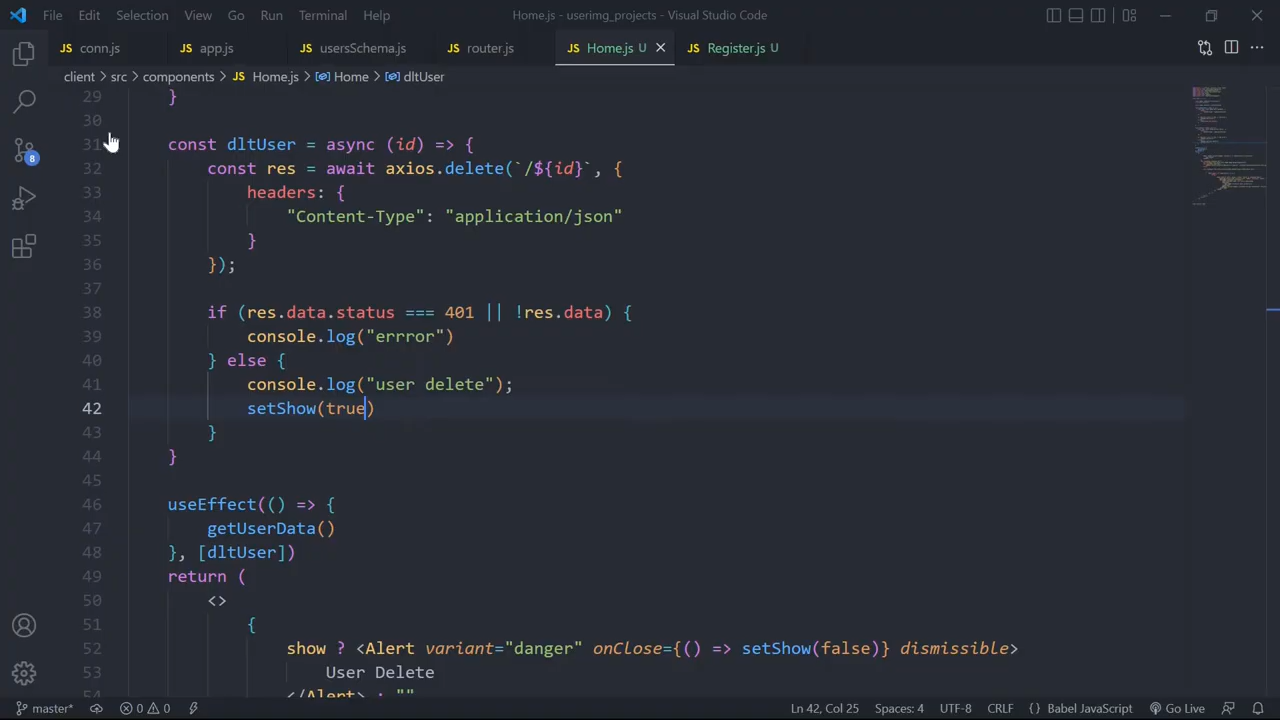 File Edit Selection View Go Run Terminal Help Home.js - userimg_projects - Visual Studio Code
JS conn.js JS app.js JS usersSchema.js JS router.js JS Home.js U JS Register.js U
client > src > components > JS Home.js > Home > dltUser
29 }
30
31 const dltUser = async (id) => {
32 const res = await axios.delete(`/${id}`, {
33 headers: {
34 "Content-Type": "application/json"
35 }
36 });
37
38 if (res.data.status === 401 || !res.data) {
39 console.log("errror")
40 } else {
41 console.log("user delete");
42 setShow(true)
43 }
44 }
45
46 useEffect(() => {
47 getUserData()
48 }, [dltUser])
49 return (
50 <>
51 {
52 show ? <Alert variant="danger" onClose={() => setShow(false)} dismissible>
53 User Delete
54 </Alert> : ""
8
master* 0 0 Ln 42, Col 25 Spaces: 4 UTF-8 CRLF {} Babel JavaScript Go Live